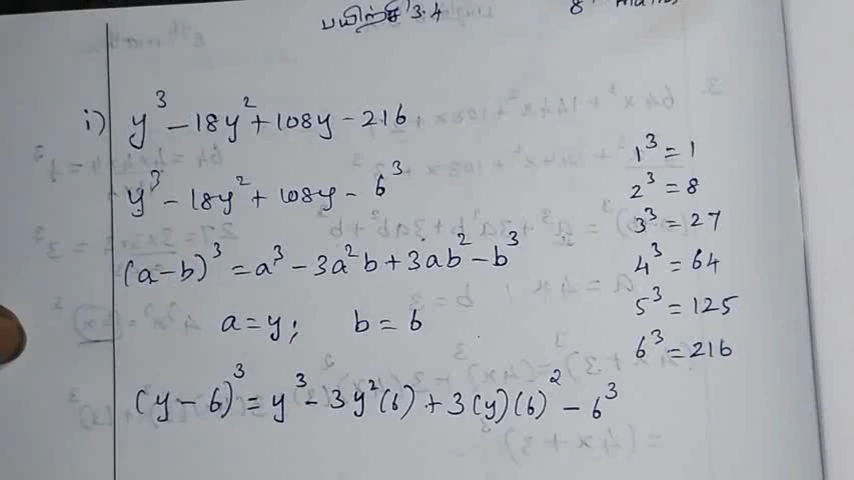 பயிற்சி 3.4
8 maths
i) y³ - 18y² + 108y - 216
y³ - 18y² + 108y - 6³
(a-b)³ = a³ - 3a²b + 3ab² - b³
a = y; b = 6
(y - 6)³ = y³ - 3y²(6) + 3(y)(6)² - 6³
1³ = 1
2³ = 8
3³ = 27
4³ = 64
5³ = 125
6³ = 216